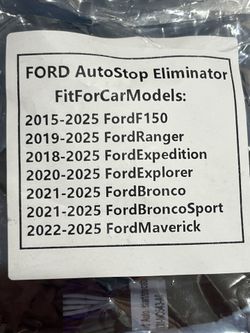 FORD AutoStop Eliminator
FitForCarModels:
2015-2025 FordF150
2019-2025 FordRanger
2018-2025 FordExpedition
2020-2025 FordExplorer
2021-2025 FordBronco
2021-2025 FordBroncoSport
2022-2025 FordMaverick